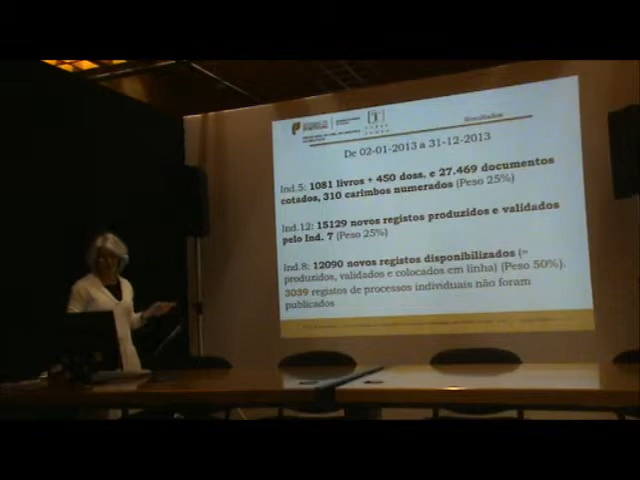 Resultados
De 02-01-2013 a 31-12-2013
Ind.5: 1081 livros + 450 doss. e 27.469 documentos
cotados, 310 carimbos numerados (Peso 25%)
Ind.12: 15129 novos registos produzidos e validados
pelo Ind. 7 (Peso 25%)
Ind.8: 12090 novos registos disponibilizados (=
produzidos, validados e colocados em linha) (Peso 50%).
3039 registos de processos individuais não foram
publicados